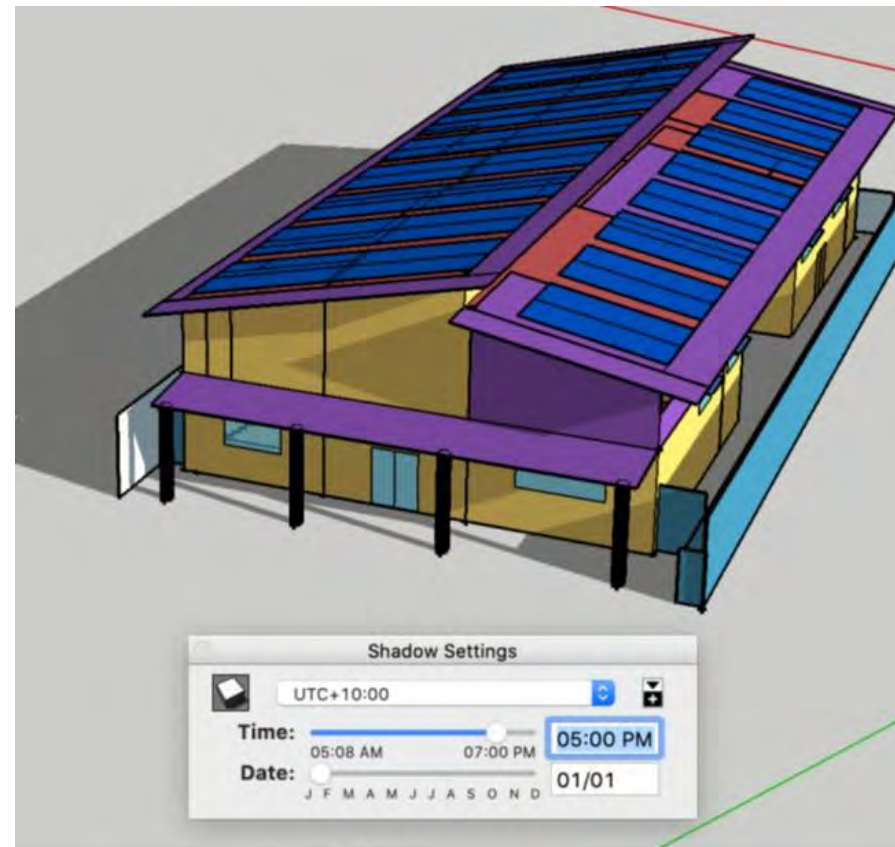 Shadow Settings
UTC+10:00
Time:
05:08 AM 07:00 PM
05:00 PM
Date:
J F M A M J J A S O N D
01/01